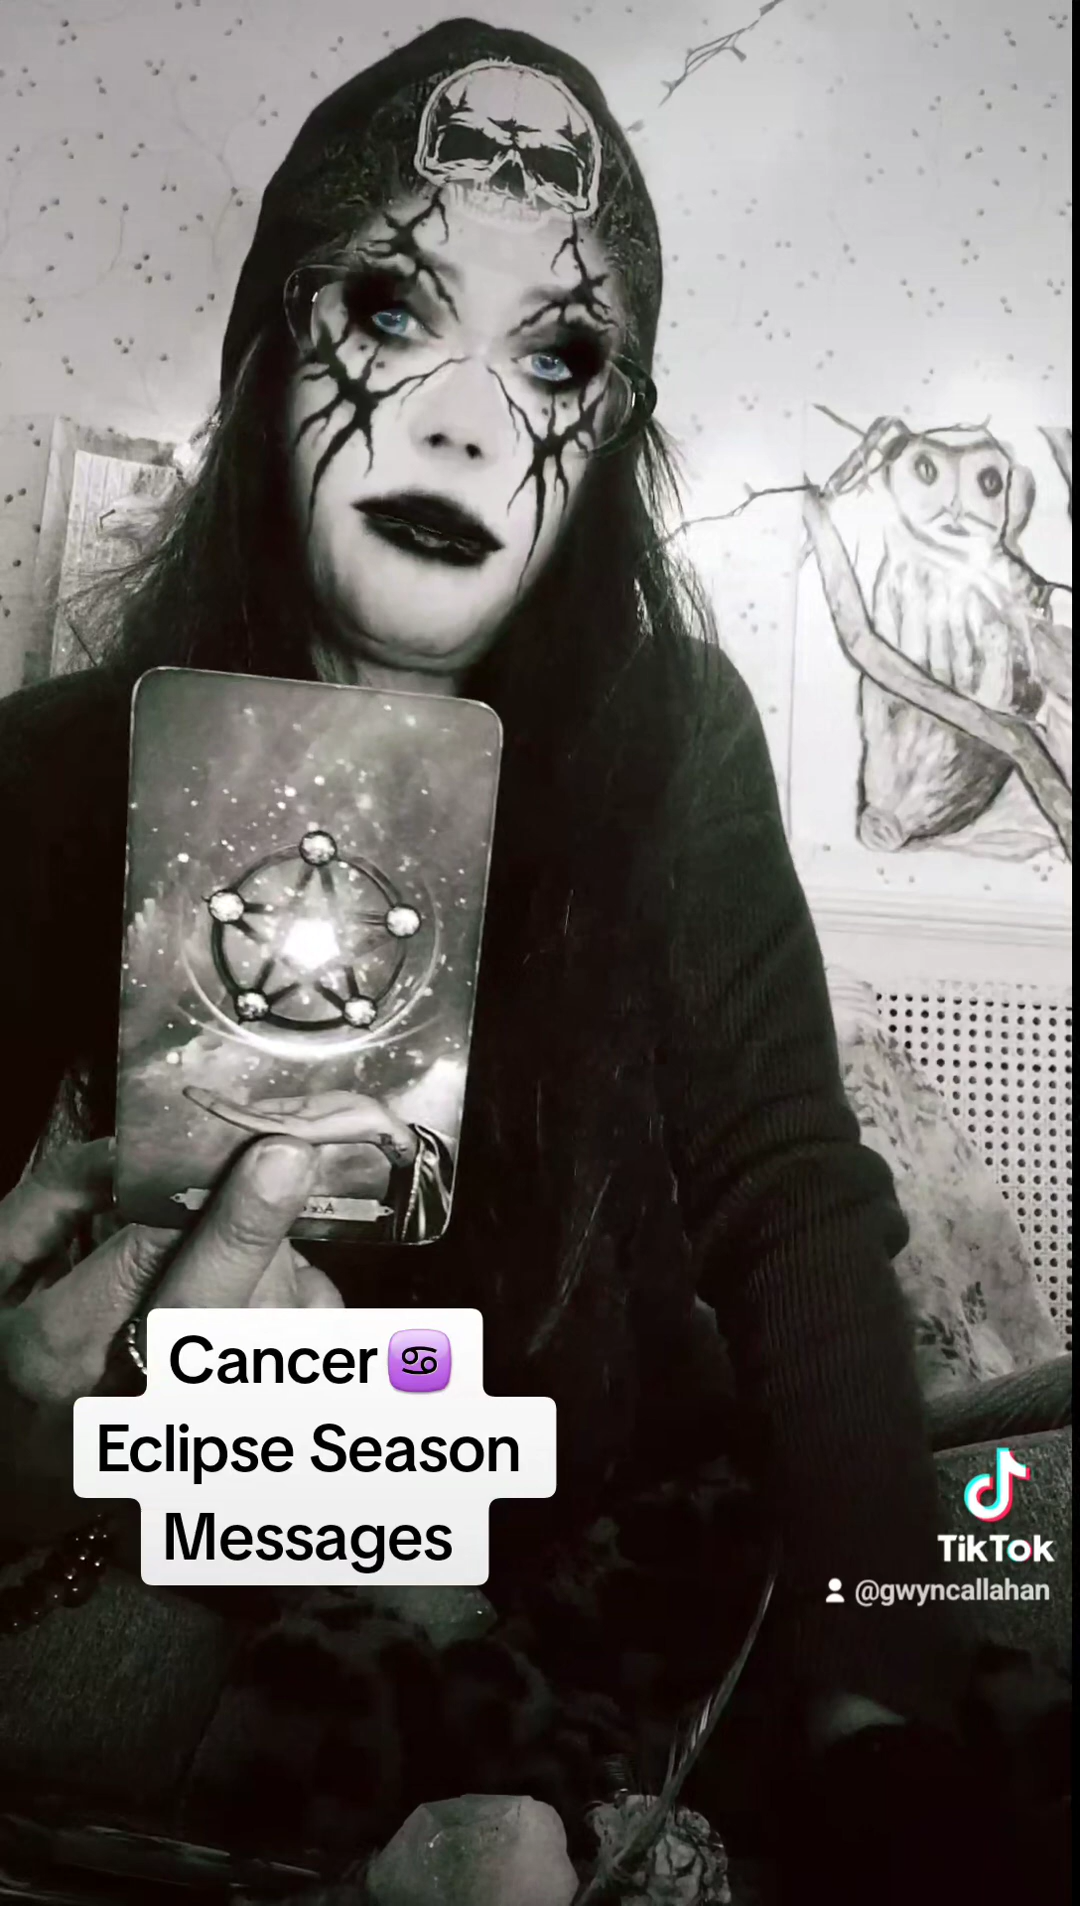 Cancer ♋
Eclipse Season
Messages
TikTok
@gwyncallahan